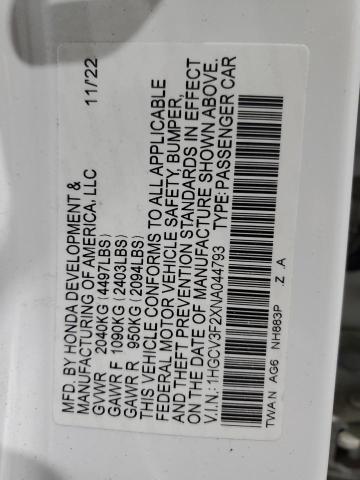 MFD. BY HONDA DEVELOPMENT &
MANUFACTURING OF AMERICA, LLC 11/'22
GVWR 2040KG (4497LBS)
GAWR F 1090KG (2403LBS)
GAWR R 950KG (2094LBS)
THIS VEHICLE CONFORMS TO ALL APPLICABLE
FEDERAL MOTOR VEHICLE SAFETY, BUMPER,
AND THEFT PREVENTION STANDARDS IN EFFECT
ON THE DATE OF MANUFACTURE SHOWN ABOVE.
V.I.N.: 1HGCV3F2XNA044793 TYPE: PASSENGER CAR
TWA N AG6 NH883P . Z . A